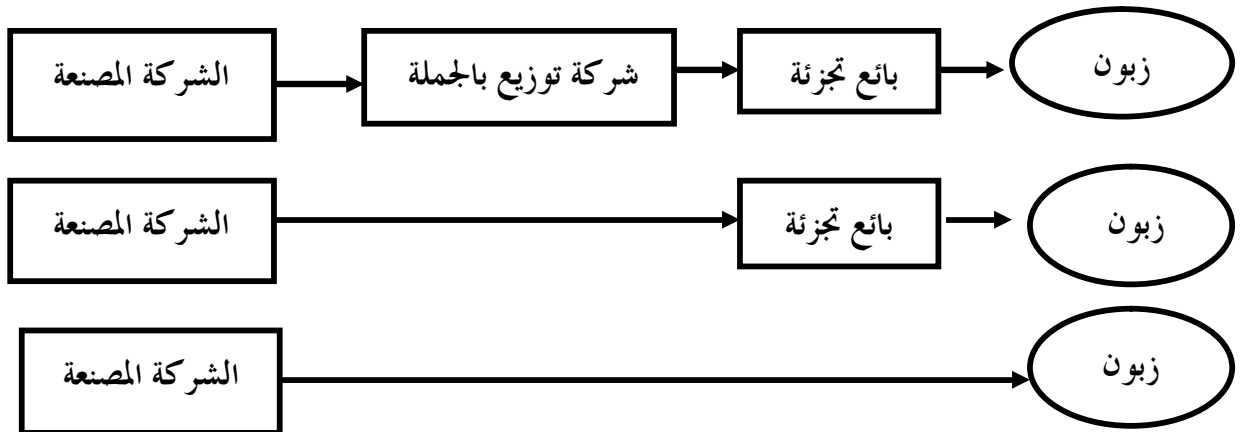 الشركة المصنعة
شركة توزيع بالجملة
بائع تجزئة
زبون
الشركة المصنعة
بائع تجزئة
زبون
الشركة المصنعة
زبون